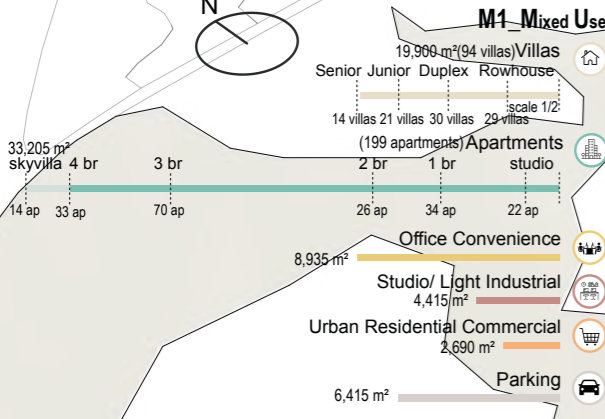 N
M1_Mixed Use
19,900 m²(94 villas)Villas
Senior Junior Duplex Rowhouse
scale 1/2
14 villas 21 villas 30 villas 29 villas
(199 apartments)Apartments
33,205 m²
skyvilla 4 br 3 br 2 br 1 br studio
14 ap 33 ap 70 ap 26 ap 34 ap 22 ap
Office Convenience
8,935 m²
Studio/ Light Industrial
4,415 m²
Urban Residential Commercial
2,690 m²
Parking
6,415 m²